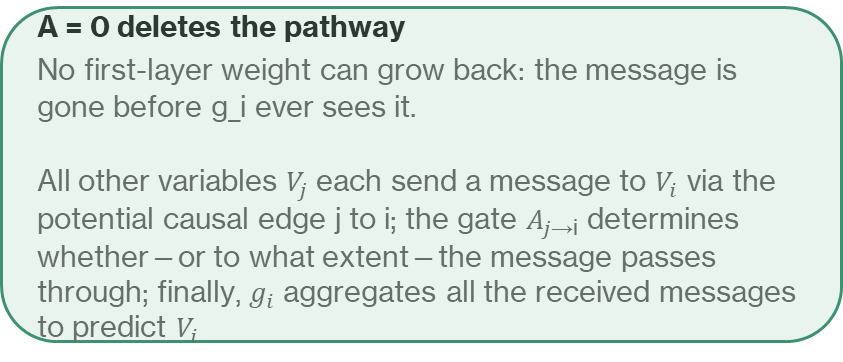 A = 0 deletes the pathway
No first-layer weight can grow back: the message is
gone before g_i ever sees it.
All other variables V_j each send a message to V_i via the
potential causal edge j to i; the gate A_{j→i} determines
whether – or to what extent – the message passes
through; finally, g_i aggregates all the received messages
to predict V_i